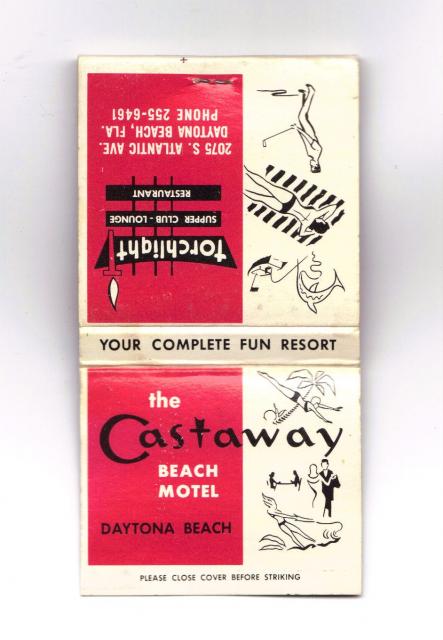 2075 S. ATLANTIC AVE.
DAYTONA BEACH, FLA.
PHONE 255-6461
torchlight
SUPPER CLUB - LOUNGE
RESTAURANT
YOUR COMPLETE FUN RESORT
the
Castaway
BEACH
MOTEL
DAYTONA BEACH
PLEASE CLOSE COVER BEFORE STRIKING